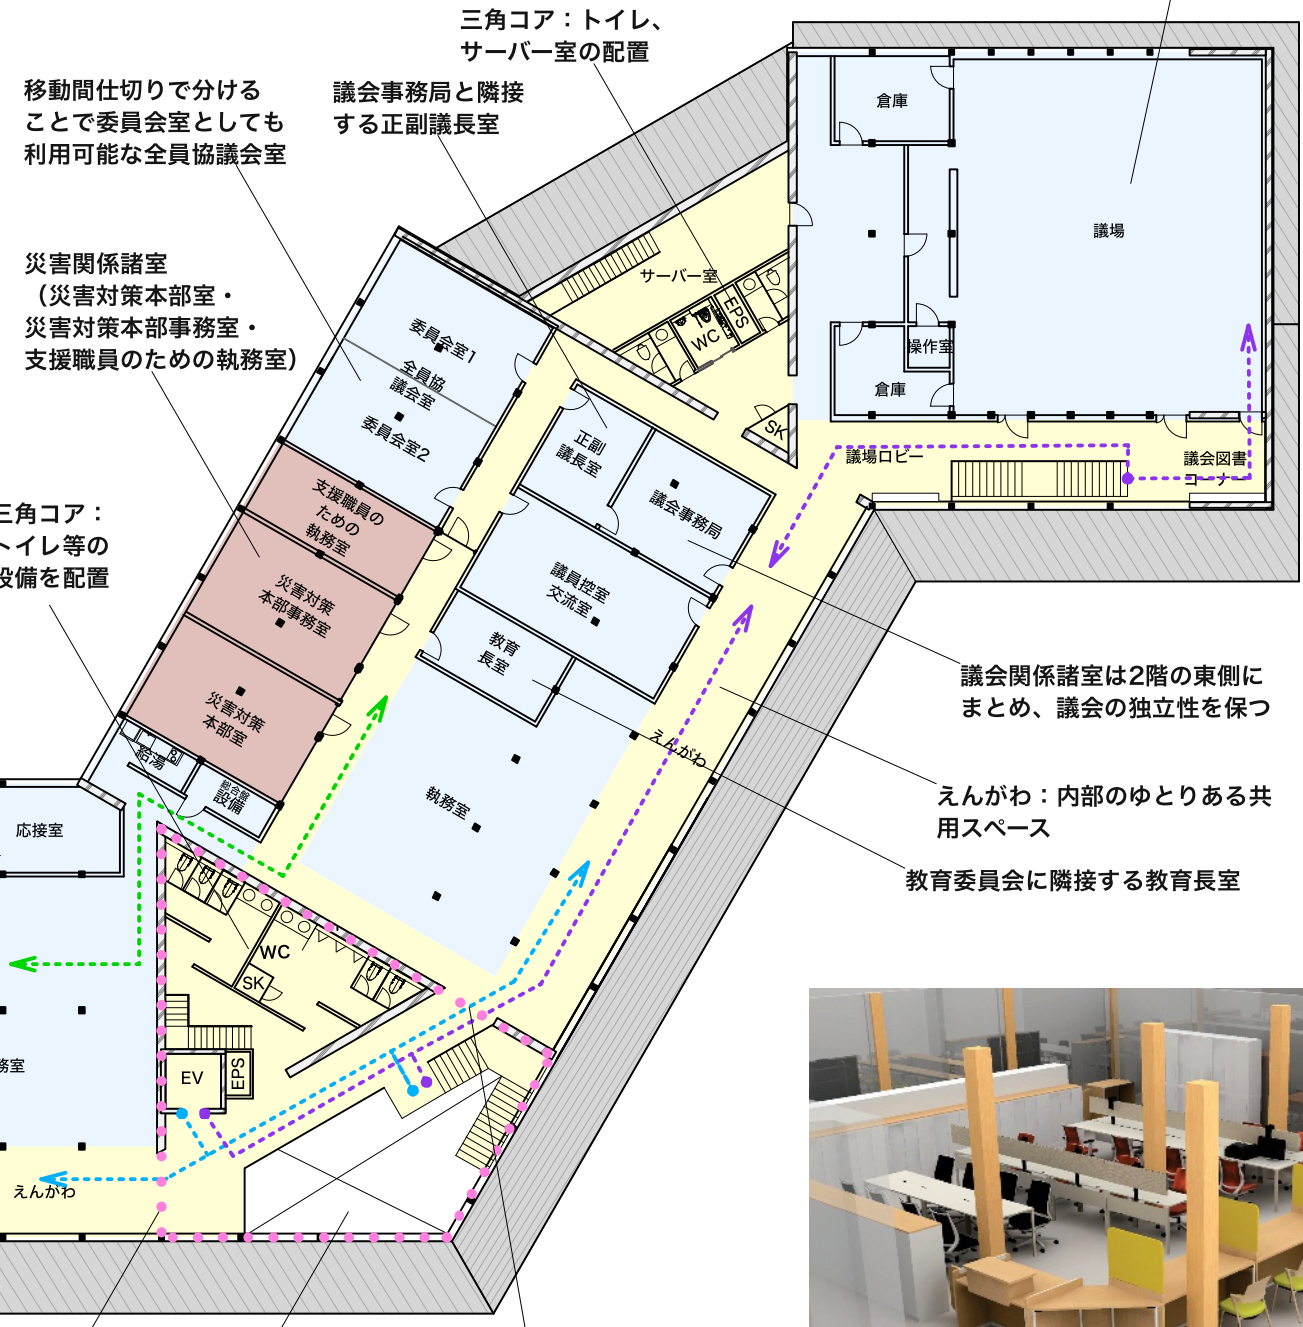 三角コア：トイレ、
サーバー室の配置
移動間仕切りで分ける
ことで委員会室としても
利用可能な全員協議会室
議会事務局と隣接
する正副議長室
災害関係諸室
（災害対策本部室・
災害対策本部事務室・
支援職員のための執務室）
三角コア：
トイレ等の
設備を配置
倉庫
議場
サーバー室
EPS
WC
操作室
倉庫
SK
議場ロビー
議会図書
コーナー
委員会室1
全員協
議会室
委員会室2
正副
議長室
議会事務局
支援職員の
ための
執務室
議員控室
交流室
災害対策
本部事務室
教育
長室
災害対策
本部室
給湯
総合盤
設備
えんがわ
執務室
応接室
議会関係諸室は2階の東側に
まとめ、議会の独立性を保つ
えんがわ：内部のゆとりある共
用スペース
教育委員会に隣接する教育長室
WC
SK
EV
EPS
務室
えんがわ